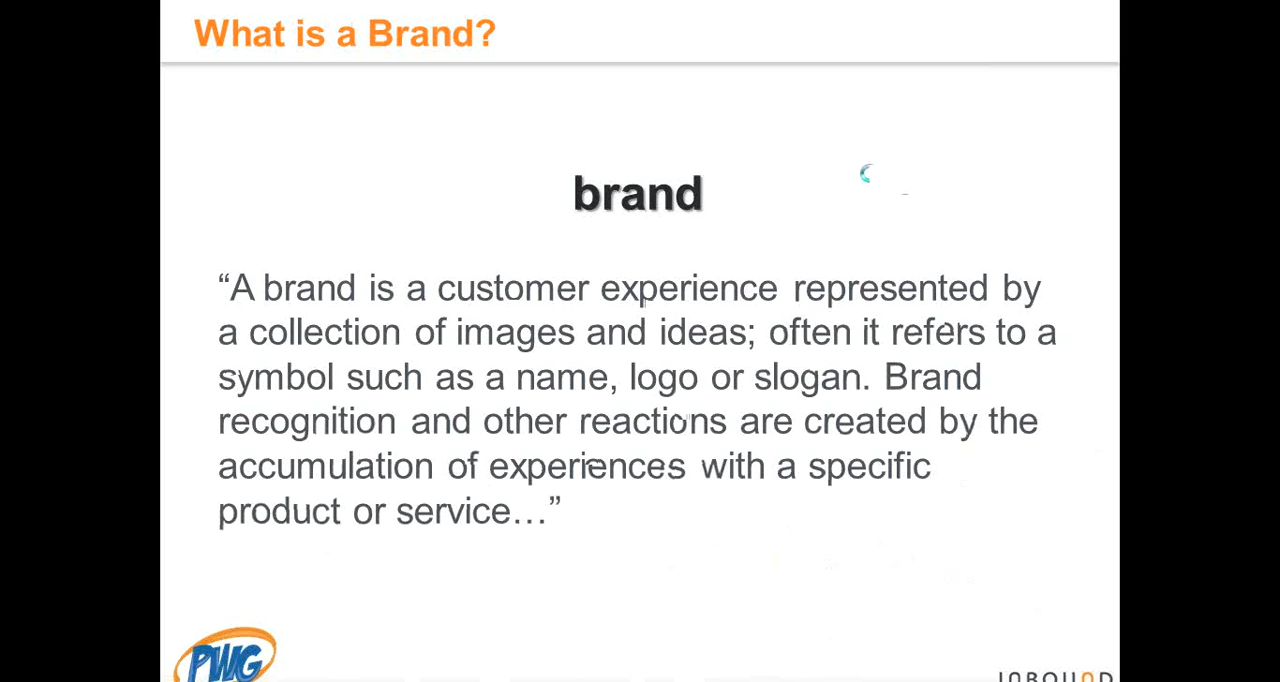 What is a Brand?
brand
“A brand is a customer experience represented by
a collection of images and ideas; often it refers to a
symbol such as a name, logo or slogan. Brand
recognition and other reactions are created by the
accumulation of experiences with a specific
product or service…”
PWG
INBOUND